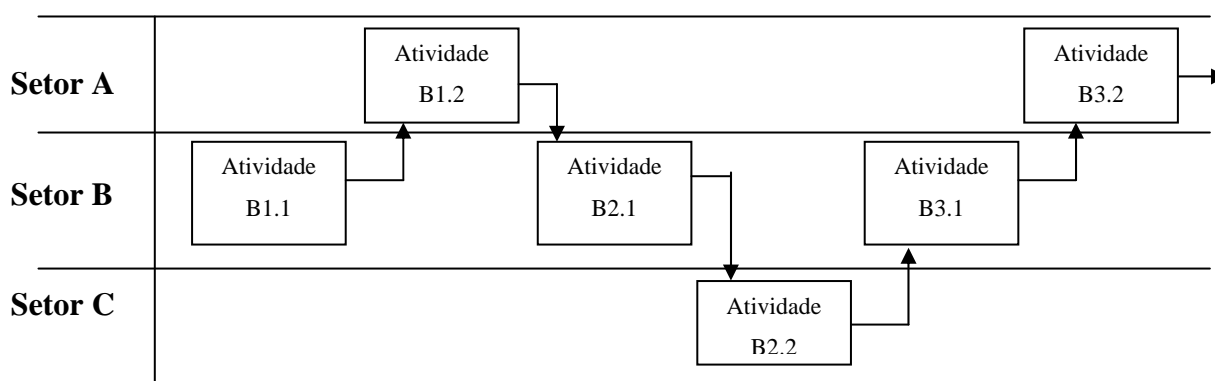 Setor A
Atividade
B1.2
Atividade
B3.2
Setor B
Atividade
B1.1
Atividade
B2.1
Atividade
B3.1
Setor C
Atividade
B2.2